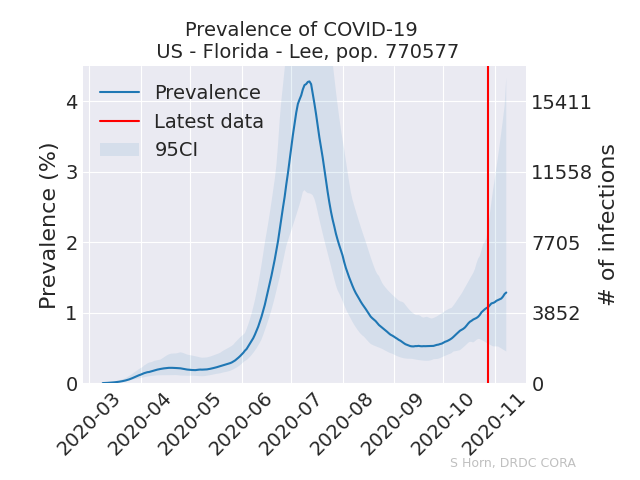 Prevalence of COVID-19
US - Florida - Lee, pop. 770577
Prevalence
Latest data
95CI
Prevalence (%)
4
3
2
1
0
15411
11558
7705
3852
0
# of infections
2020-03
2020-04
2020-05
2020-06
2020-07
2020-08
2020-09
2020-10
2020-11
S Horn, DRDC CORA